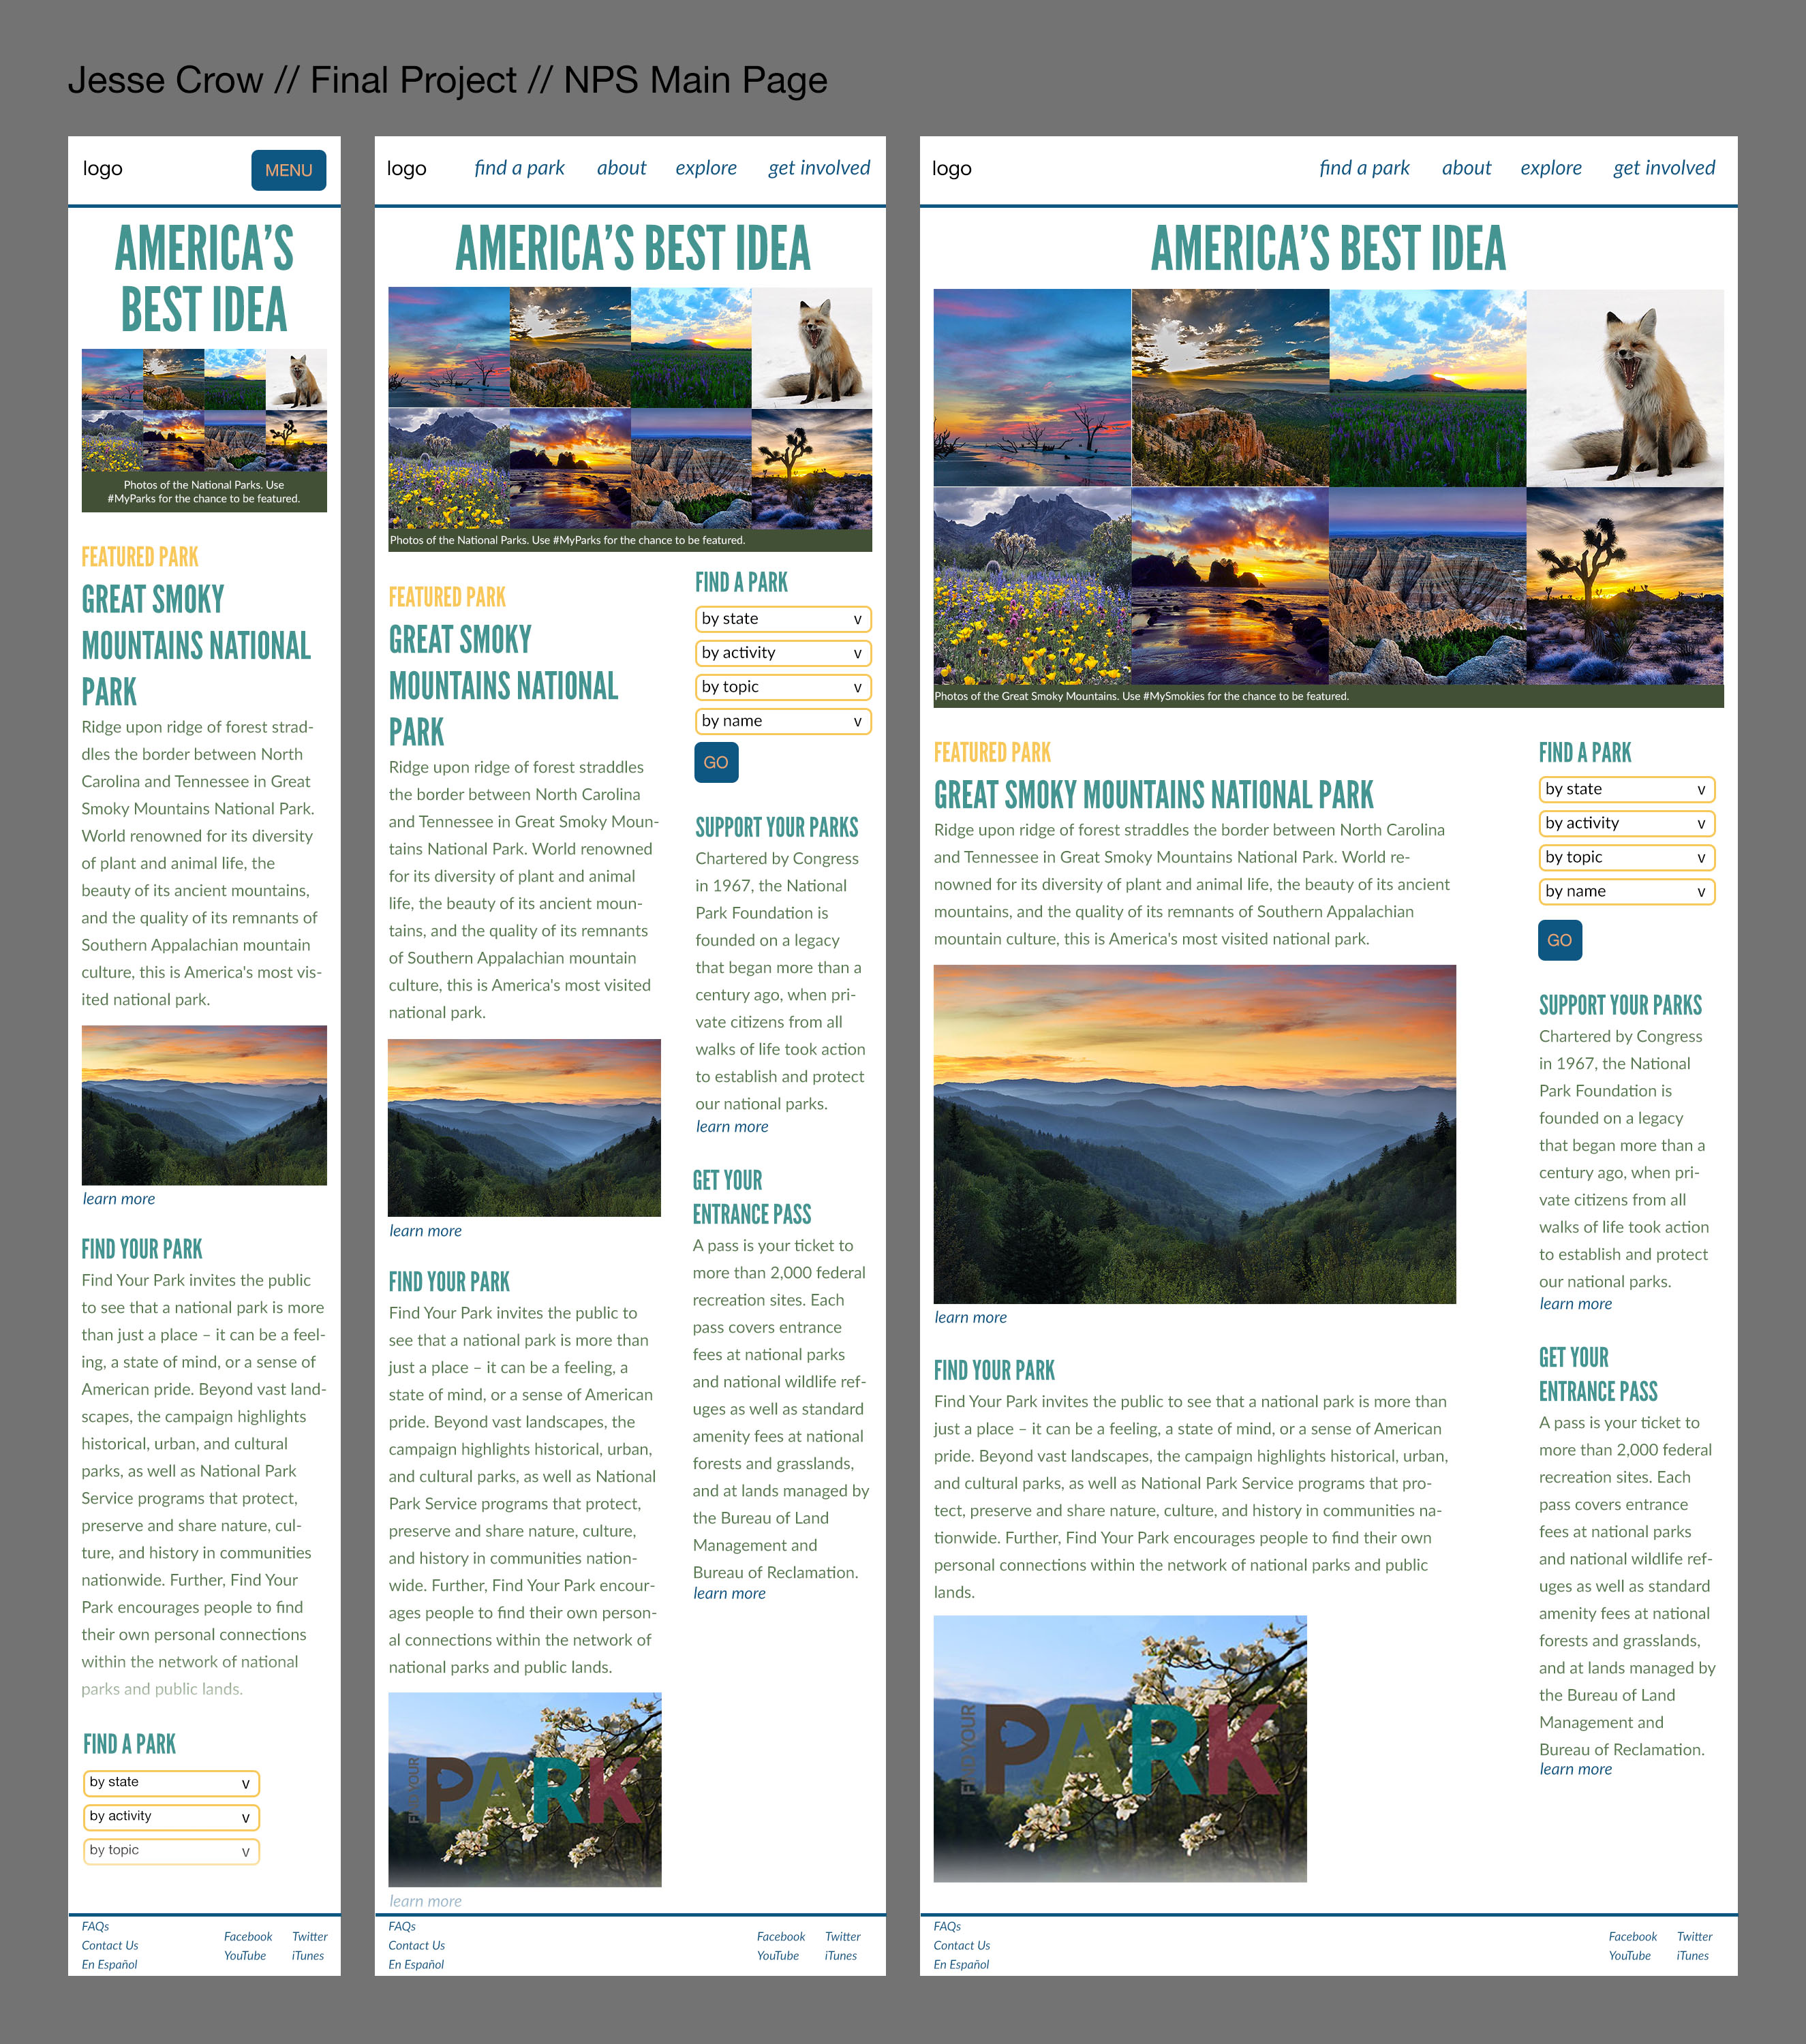 Jesse Crow // Final Project // NPS Main Page
logo
MENU
AMERICA'S
BEST IDEA
Photos of the National Parks. Use
#MyParks for the chance to be featured.
FEATURED PARK
GREAT SMOKY
MOUNTAINS NATIONAL
PARK
Ridge upon ridge of forest strad-
dles the border between North
Carolina and Tennessee in Great
Smoky Mountains National Park.
World renowned for its diversity
of plant and animal life, the
beauty of its ancient mountains,
and the quality of its remnants of
Southern Appalachian mountain
culture, this is America's most vis-
ited national park.
learn more
FIND YOUR PARK
Find Your Park invites the public
to see that a national park is more
than just a place – it can be a feel-
ing, a state of mind, or a sense of
American pride. Beyond vast land-
scapes, the campaign highlights
historical, urban, and cultural
parks, as well as National Park
Service programs that protect,
preserve and share nature, cul-
ture, and history in communities
nationwide. Further, Find Your
Park encourages people to find
their own personal connections
within the network of national
parks and public lands.
FIND A PARK
by state v
by activity v
by topic v
FAQs
Contact Us
En Español
Facebook Twitter
YouTube iTunes
logo
find a park about explore get involved
AMERICA'S BEST IDEA
Photos of the National Parks. Use #MyParks for the chance to be featured.
FEATURED PARK
GREAT SMOKY
MOUNTAINS NATIONAL
PARK
Ridge upon ridge of forest straddles
the border between North Carolina
and Tennessee in Great Smoky Moun-
tains National Park. World renowned
for its diversity of plant and animal
life, the beauty of its ancient moun-
tains, and the quality of its remnants
of Southern Appalachian mountain
culture, this is America's most visited
national park.
learn more
FIND YOUR PARK
Find Your Park invites the public to
see that a national park is more than
just a place – it can be a feeling, a
state of mind, or a sense of American
pride. Beyond vast landscapes, the
campaign highlights historical, urban,
and cultural parks, as well as National
Park Service programs that protect,
preserve and share nature, culture,
and history in communities nation-
wide. Further, Find Your Park encour-
ages people to find their own person-
al connections within the network of
national parks and public lands.
FIND YOUR
PARK
learn more
FIND A PARK
by state v
by activity v
by topic v
by name v
GO
SUPPORT YOUR PARKS
Chartered by Congress
in 1967, the National
Park Foundation is
founded on a legacy
that began more than a
century ago, when pri-
vate citizens from all
walks of life took action
to establish and protect
our national parks.
learn more
GET YOUR
ENTRANCE PASS
A pass is your ticket to
more than 2,000 federal
recreation sites. Each
pass covers entrance
fees at national parks
and national wildlife ref-
uges as well as standard
amenity fees at national
forests and grasslands,
and at lands managed by
the Bureau of Land
Management and
Bureau of Reclamation.
learn more
FAQs
Contact Us
En Español
Facebook Twitter
YouTube iTunes
logo
find a park about explore get involved
AMERICA'S BEST IDEA
Photos of the Great Smoky Mountains. Use #MySmokies for the chance to be featured.
FEATURED PARK
GREAT SMOKY MOUNTAINS NATIONAL PARK
Ridge upon ridge of forest straddles the border between North Carolina
and Tennessee in Great Smoky Mountains National Park. World re-
nowned for its diversity of plant and animal life, the beauty of its ancient
mountains, and the quality of its remnants of Southern Appalachian
mountain culture, this is America's most visited national park.
learn more
FIND YOUR PARK
Find Your Park invites the public to see that a national park is more than
just a place – it can be a feeling, a state of mind, or a sense of American
pride. Beyond vast landscapes, the campaign highlights historical, urban,
and cultural parks, as well as National Park Service programs that pro-
tect, preserve and share nature, culture, and history in communities na-
tionwide. Further, Find Your Park encourages people to find their own
personal connections within the network of national parks and public
lands.
FIND YOUR
PARK
FIND A PARK
by state v
by activity v
by topic v
by name v
GO
SUPPORT YOUR PARKS
Chartered by Congress
in 1967, the National
Park Foundation is
founded on a legacy
that began more than a
century ago, when pri-
vate citizens from all
walks of life took action
to establish and protect
our national parks.
learn more
GET YOUR
ENTRANCE PASS
A pass is your ticket to
more than 2,000 federal
recreation sites. Each
pass covers entrance
fees at national parks
and national wildlife ref-
uges as well as standard
amenity fees at national
forests and grasslands,
and at lands managed by
the Bureau of Land
Management and
Bureau of Reclamation.
learn more
FAQs
Contact Us
En Español
Facebook Twitter
YouTube iTunes